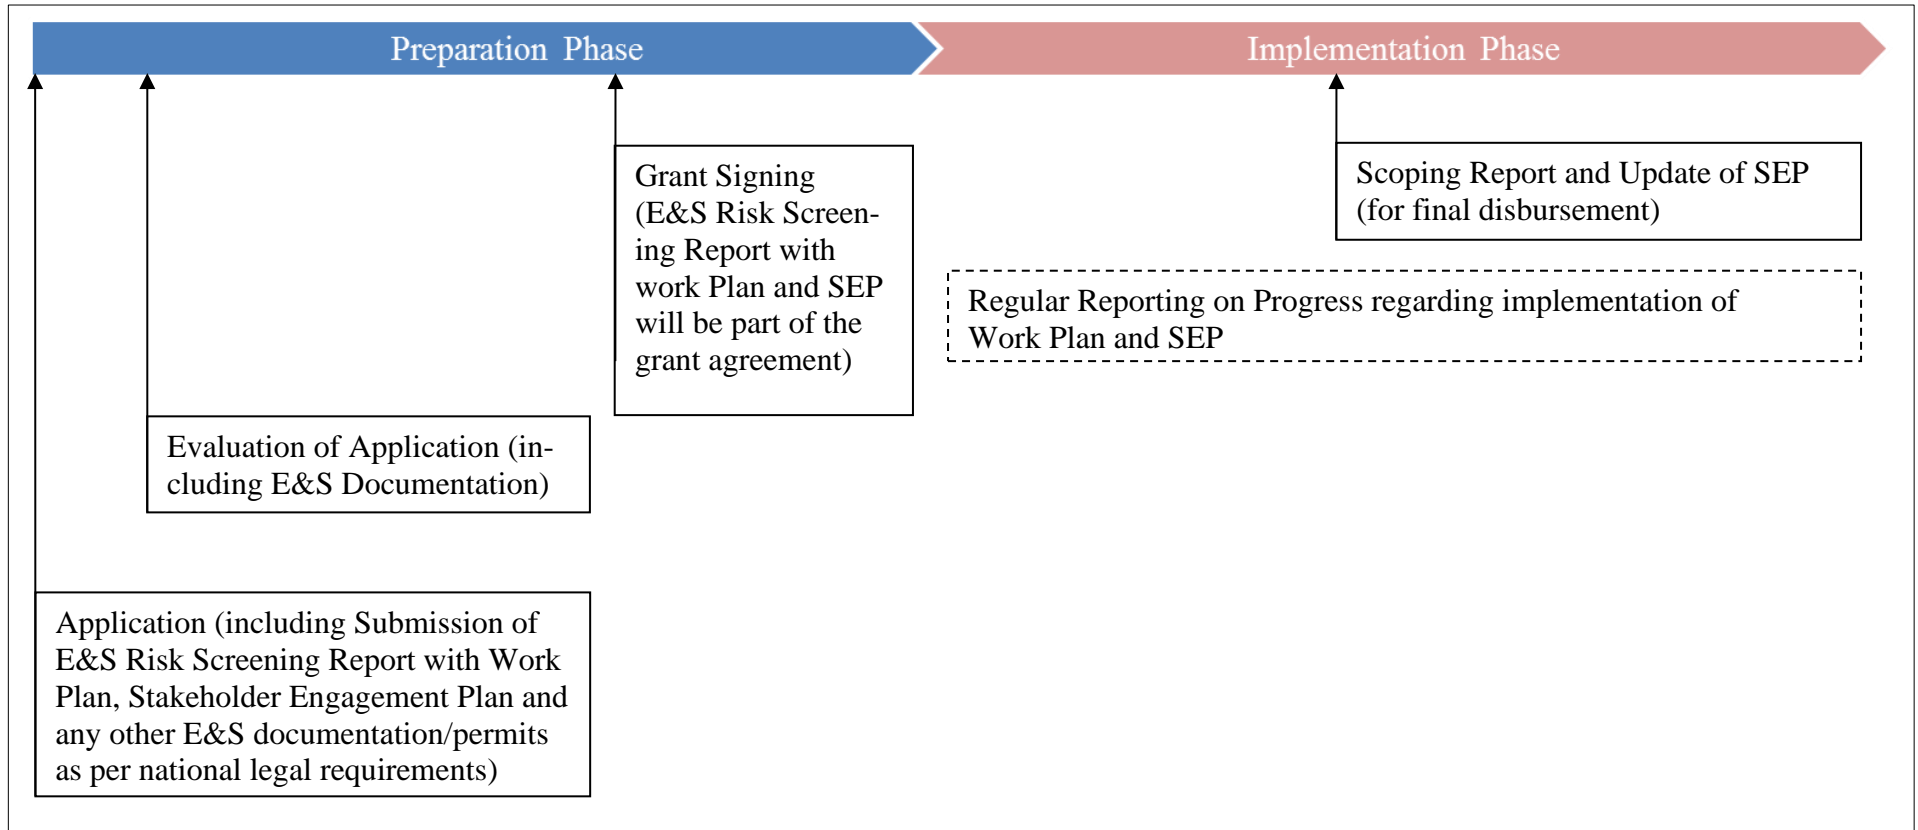 Preparation Phase
Implementation Phase
Grant Signing
(E&S Risk Screen-
ing Report with
work Plan and SEP
will be part of the
grant agreement)
Scoping Report and Update of SEP
(for final disbursement)
Regular Reporting on Progress regarding implementation of
Work Plan and SEP
Evaluation of Application (in-
cluding E&S Documentation)
Application (including Submission of
E&S Risk Screening Report with Work
Plan, Stakeholder Engagement Plan and
any other E&S documentation/permits
as per national legal requirements)